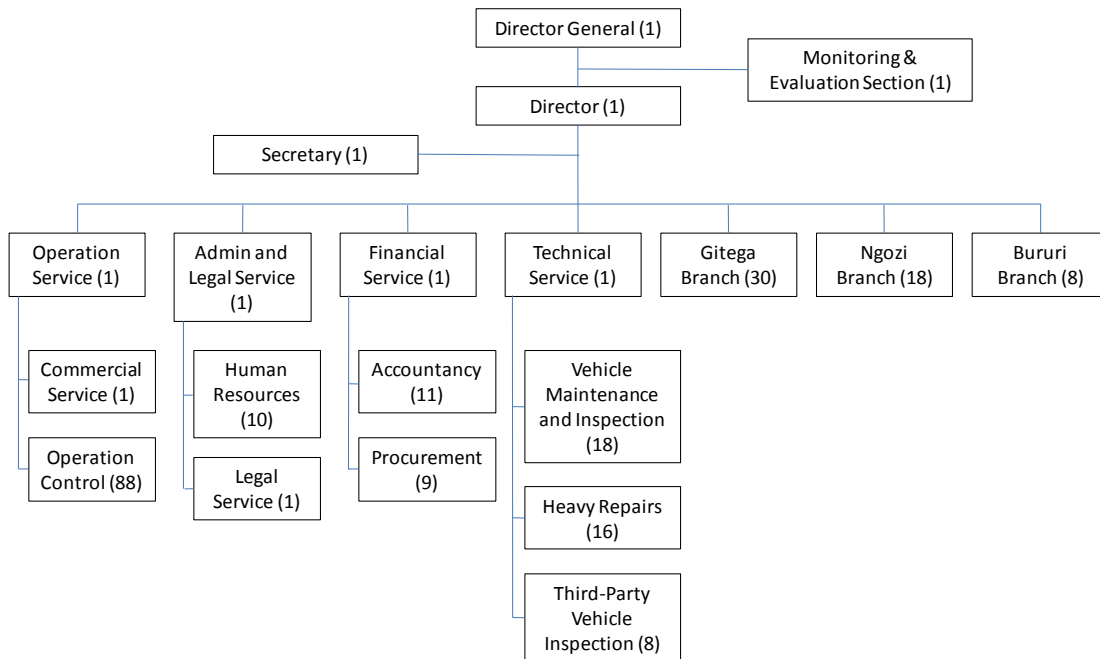 Director General (1)
Monitoring &
Evaluation Section (1)
Director (1)
Secretary (1)
Operation
Service (1)
Admin and
Legal Service
(1)
Financial
Service (1)
Technical
Service (1)
Gitega
Branch (30)
Ngozi
Branch (18)
Bururi
Branch (8)
Commercial
Service (1)
Operation
Control (88)
Human
Resources
(10)
Legal
Service (1)
Accountancy
(11)
Procurement
(9)
Vehicle
Maintenance
and Inspection
(18)
Heavy Repairs
(16)
Third-Party
Vehicle
Inspection (8)